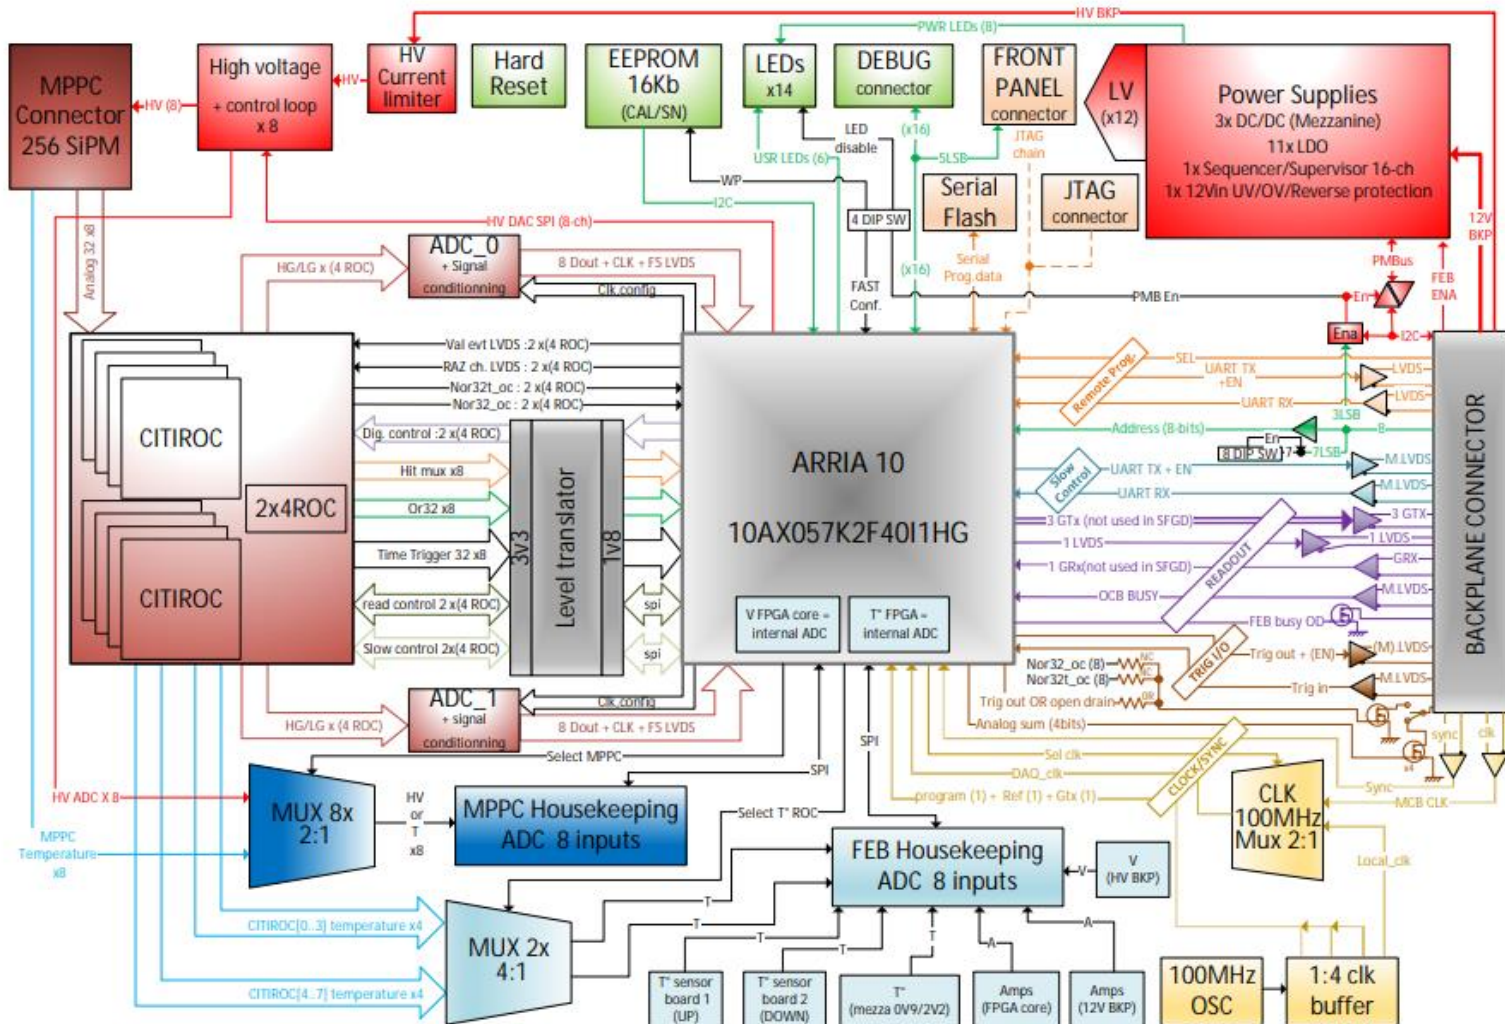 HV BKP
PWR LEDs (8)
MPPC
Connector
256 SiPM
HV (8)
High voltage
+ control loop
x 8
HV
HV
Current
limiter
Hard
Reset
EEPROM
16Kb
(CAL/SN)
LEDs
x14
DEBUG
connector
FRONT
PANEL
connector
LV
(x12)
Power Supplies
3x DC/DC (Mezzanine)
11x LDO
1x Sequencer/Supervisor 16-ch
1x 12Vin UV/OV/Reverse protection
LED
disable
(x16)
JTAG
chain
5LSB
USR LEDs (6)
WP
I2C
4 DIP SW
Serial
Flash
JTAG
connector
12V
BKP
HV DAC SPI (8-ch)
Analog 32 x8
HG/LG x (4 ROC)
ADC_0
+ Signal
conditionning
8 Dout + CLK + FS LVDS
Clk,config
FAST
Conf.
(x16)
Serial
Prog.data
PMBus
FEB
ENA
PMB En
En
Ena
I2C
Val evt LVDS :2 x(4 ROC)
RAZ ch. LVDS : 2 x(4 ROC)
Nor32t_oc : 2 x(4 ROC)
Nor32_oc : 2 x(4 ROC)
Dig. control :2 x(4 ROC)
Hit mux x8
Or32 x8
Time Trigger 32 x8
read control 2 x(4 ROC)
Slow control 2x(4 ROC)
CITIROC
2x4ROC
CITIROC
3v3
Level translator
1v8
spi
spi
ARRIA 10
10AX057K2F40I1HG
V FPGA core =
internal ADC
T° FPGA =
internal ADC
Remote Prog.
SEL
UART TX
+EN
LVDS
UART RX
LVDS
3LSB
Address (8-bits)
8
En
8 DIP SW
7
7LSB
Slow
Control
UART TX + EN
M.LVDS
UART RX
M.LVDS
3 GTx (not used in SFGD)
3 GTX
1 LVDS
1 LVDS
1 GRx(not used in SFGD)
GRX
READOUT
OCB BUSY
M.LVDS
FEB busy OD
BACKPLANE CONNECTOR
TRIG I/O
Trig out + (EN)
(M).LVDS
Trig in
M.LVDS
Nor32_oc (8)
NC
Nor32t_oc (8)
NC
Trig out OR open drain
0R
Analog sum (4bits)
x4
sync
clk
HG/LG x (4 ROC)
ADC_1
+ signal
conditionning
Clk,config
8 Dout + CLK + FS LVDS
Select MPPC
SPI
SPI
Sel clk
DAQ_clk
program (1) + Ref (1) + Gtx (1)
CLOCK/SYNC
Sync
MCB CLK
HV ADC X 8
MUX 8x
2:1
HV
or
T
x8
MPPC Housekeeping
ADC 8 inputs
Select T° ROC
CLK
100MHz
Mux 2:1
Local_clk
MPPC
Temperature
x8
FEB Housekeeping
ADC 8 inputs
V
V
(HV BKP)
CITIROC[0..3] temperature x4
CITIROC[4..7] temperature x4
MUX 2x
4:1
T
T
T
T
T
A
A
T° sensor
board 1
(UP)
T° sensor
board 2
(DOWN)
T°
(mezza 0V9/2V2)
Amps
(FPGA core)
Amps
(12V BKP)
100MHz
OSC
1:4 clk
buffer